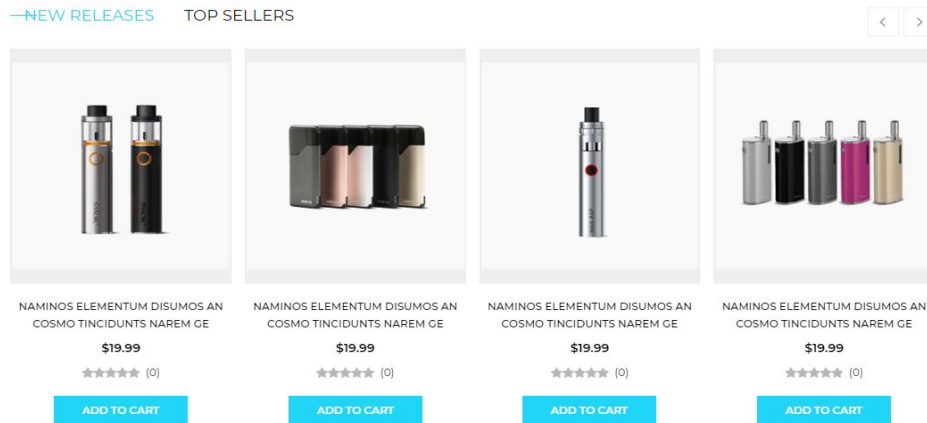 NEW RELEASES TOP SELLERS
< >
NAMINOS ELEMENTUM DISUMOS AN
COSMO TINCIDUNTS NAREM GE
$19.99
(0)
ADD TO CART
NAMINOS ELEMENTUM DISUMOS AN
COSMO TINCIDUNTS NAREM GE
$19.99
(0)
ADD TO CART
NAMINOS ELEMENTUM DISUMOS AN
COSMO TINCIDUNTS NAREM GE
$19.99
(0)
ADD TO CART
NAMINOS ELEMENTUM DISUMOS AN
COSMO TINCIDUNTS NAREM GE
$19.99
(0)
ADD TO CART